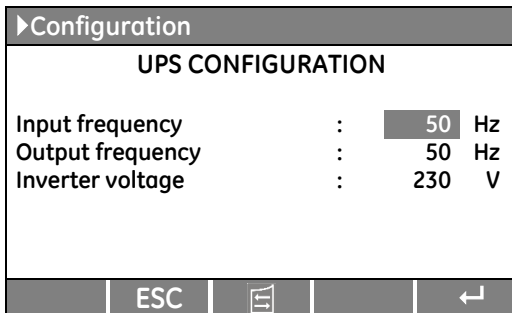 Configuration
UPS CONFIGURATION
Input frequency : 50 Hz
Output frequency : 50 Hz
Inverter voltage : 230 V
ESC